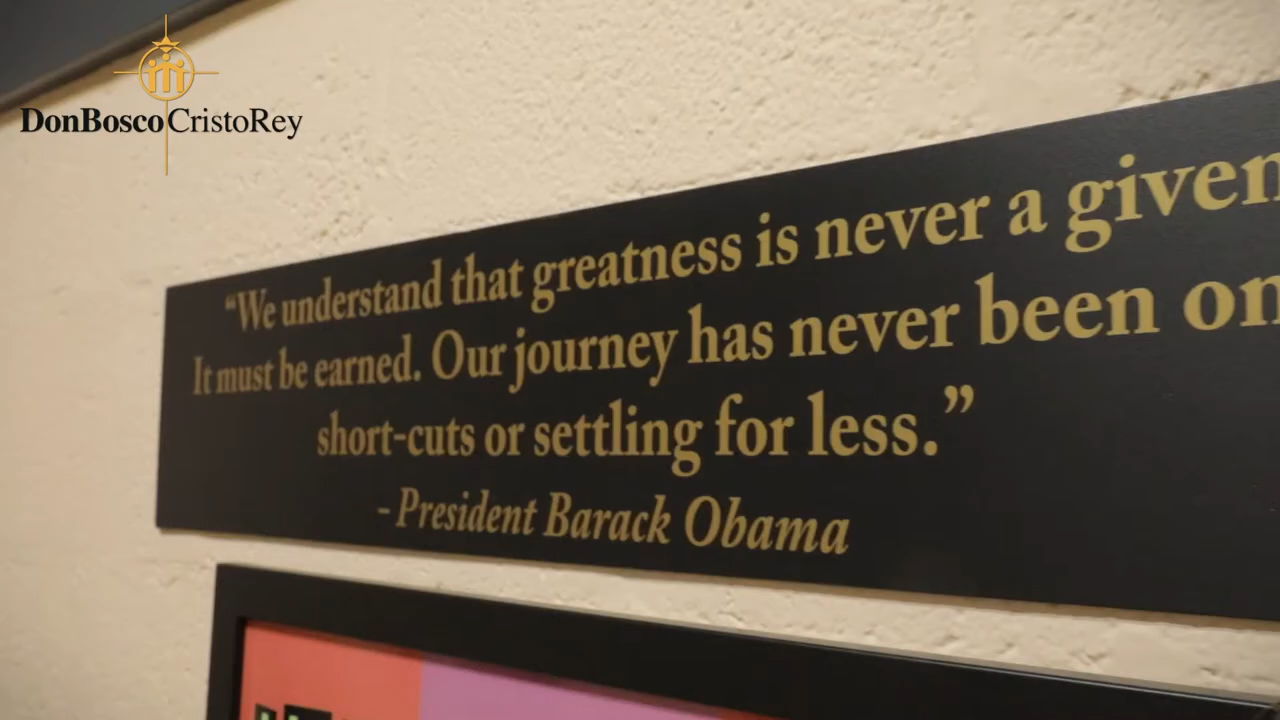 DonBosco CristoRey
“We understand that greatness is never a given
It must be earned. Our journey has never been on
short-cuts or settling for less.”
- President Barack Obama